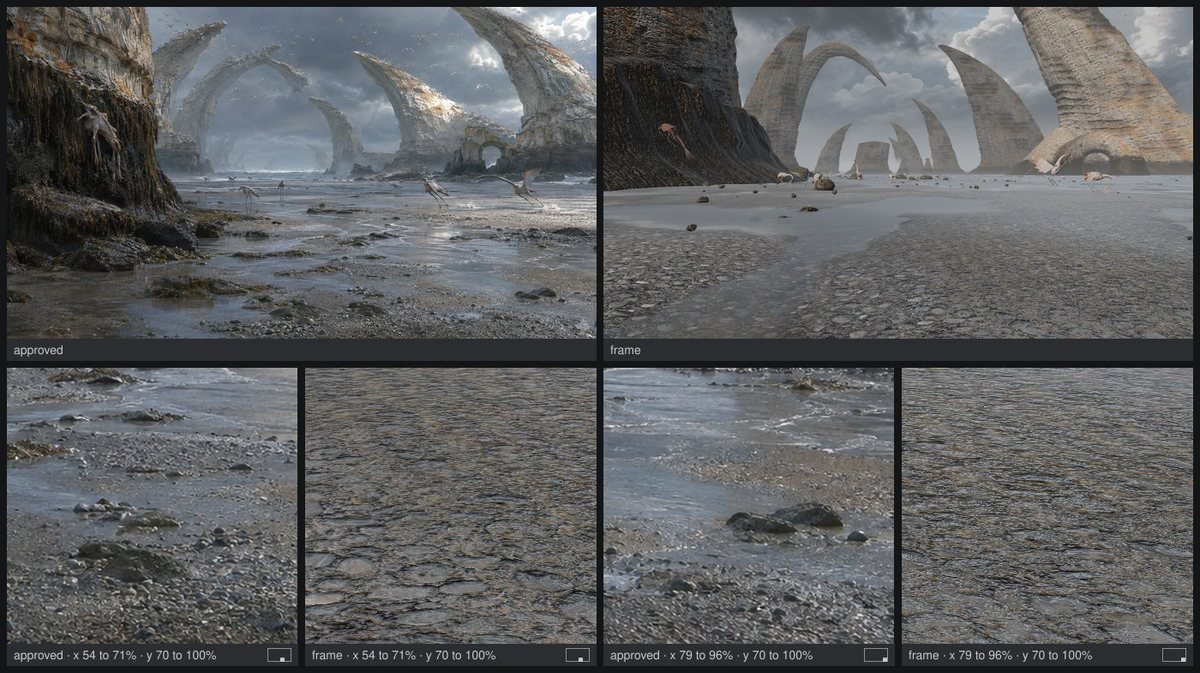 approved
frame
approved · x 54 to 71% · y 70 to 100%
frame · x 54 to 71% · y 70 to 100%
approved · x 79 to 96% · y 70 to 100%
frame · x 79 to 96% · y 70 to 100%